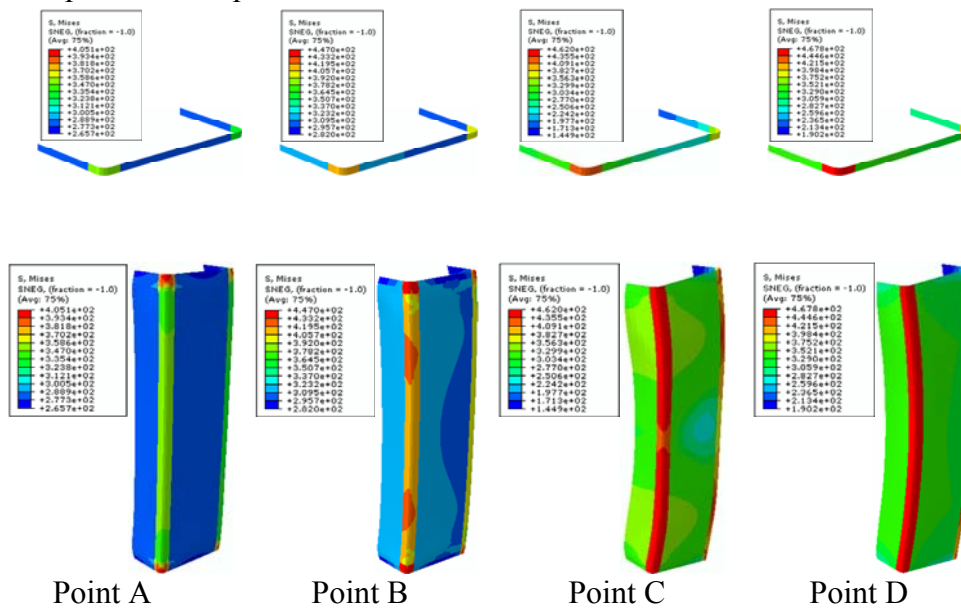 S, Mises
SNEG, (fraction = -1.0)
(Avg: 75%)
+4.051e+02
+3.934e+02
+3.818e+02
+3.702e+02
+3.586e+02
+3.470e+02
+3.354e+02
+3.238e+02
+3.121e+02
+3.005e+02
+2.889e+02
+2.773e+02
+2.657e+02
S, Mises
SNEG, (fraction = -1.0)
(Avg: 75%)
+4.470e+02
+4.332e+02
+4.195e+02
+4.057e+02
+3.920e+02
+3.782e+02
+3.645e+02
+3.507e+02
+3.370e+02
+3.232e+02
+3.095e+02
+2.957e+02
+2.820e+02
S, Mises
SNEG, (fraction = -1.0)
(Avg: 75%)
+4.620e+02
+4.355e+02
+4.091e+02
+3.827e+02
+3.563e+02
+3.299e+02
+3.034e+02
+2.770e+02
+2.506e+02
+2.242e+02
+1.977e+02
+1.713e+02
+1.449e+02
S, Mises
SNEG, (fraction = -1.0)
(Avg: 75%)
+4.678e+02
+4.446e+02
+4.215e+02
+3.984e+02
+3.752e+02
+3.521e+02
+3.290e+02
+3.059e+02
+2.827e+02
+2.596e+02
+2.365e+02
+2.134e+02
+1.902e+02
S, Mises
SNEG, (fraction = -1.0)
(Avg: 75%)
+4.051e+02
+3.934e+02
+3.818e+02
+3.702e+02
+3.586e+02
+3.470e+02
+3.354e+02
+3.238e+02
+3.121e+02
+3.005e+02
+2.889e+02
+2.773e+02
+2.657e+02
S, Mises
SNEG, (fraction = -1.0)
(Avg: 75%)
+4.470e+02
+4.332e+02
+4.195e+02
+4.057e+02
+3.920e+02
+3.782e+02
+3.645e+02
+3.507e+02
+3.370e+02
+3.232e+02
+3.095e+02
+2.957e+02
+2.820e+02
S, Mises
SNEG, (fraction = -1.0)
(Avg: 75%)
+4.620e+02
+4.355e+02
+4.091e+02
+3.827e+02
+3.563e+02
+3.299e+02
+3.034e+02
+2.770e+02
+2.506e+02
+2.242e+02
+1.977e+02
+1.713e+02
+1.449e+02
S, Mises
SNEG, (fraction = -1.0)
(Avg: 75%)
+4.678e+02
+4.446e+02
+4.215e+02
+3.984e+02
+3.752e+02
+3.521e+02
+3.290e+02
+3.059e+02
+2.827e+02
+2.596e+02
+2.365e+02
+2.134e+02
+1.902e+02
Point A Point B Point C Point D